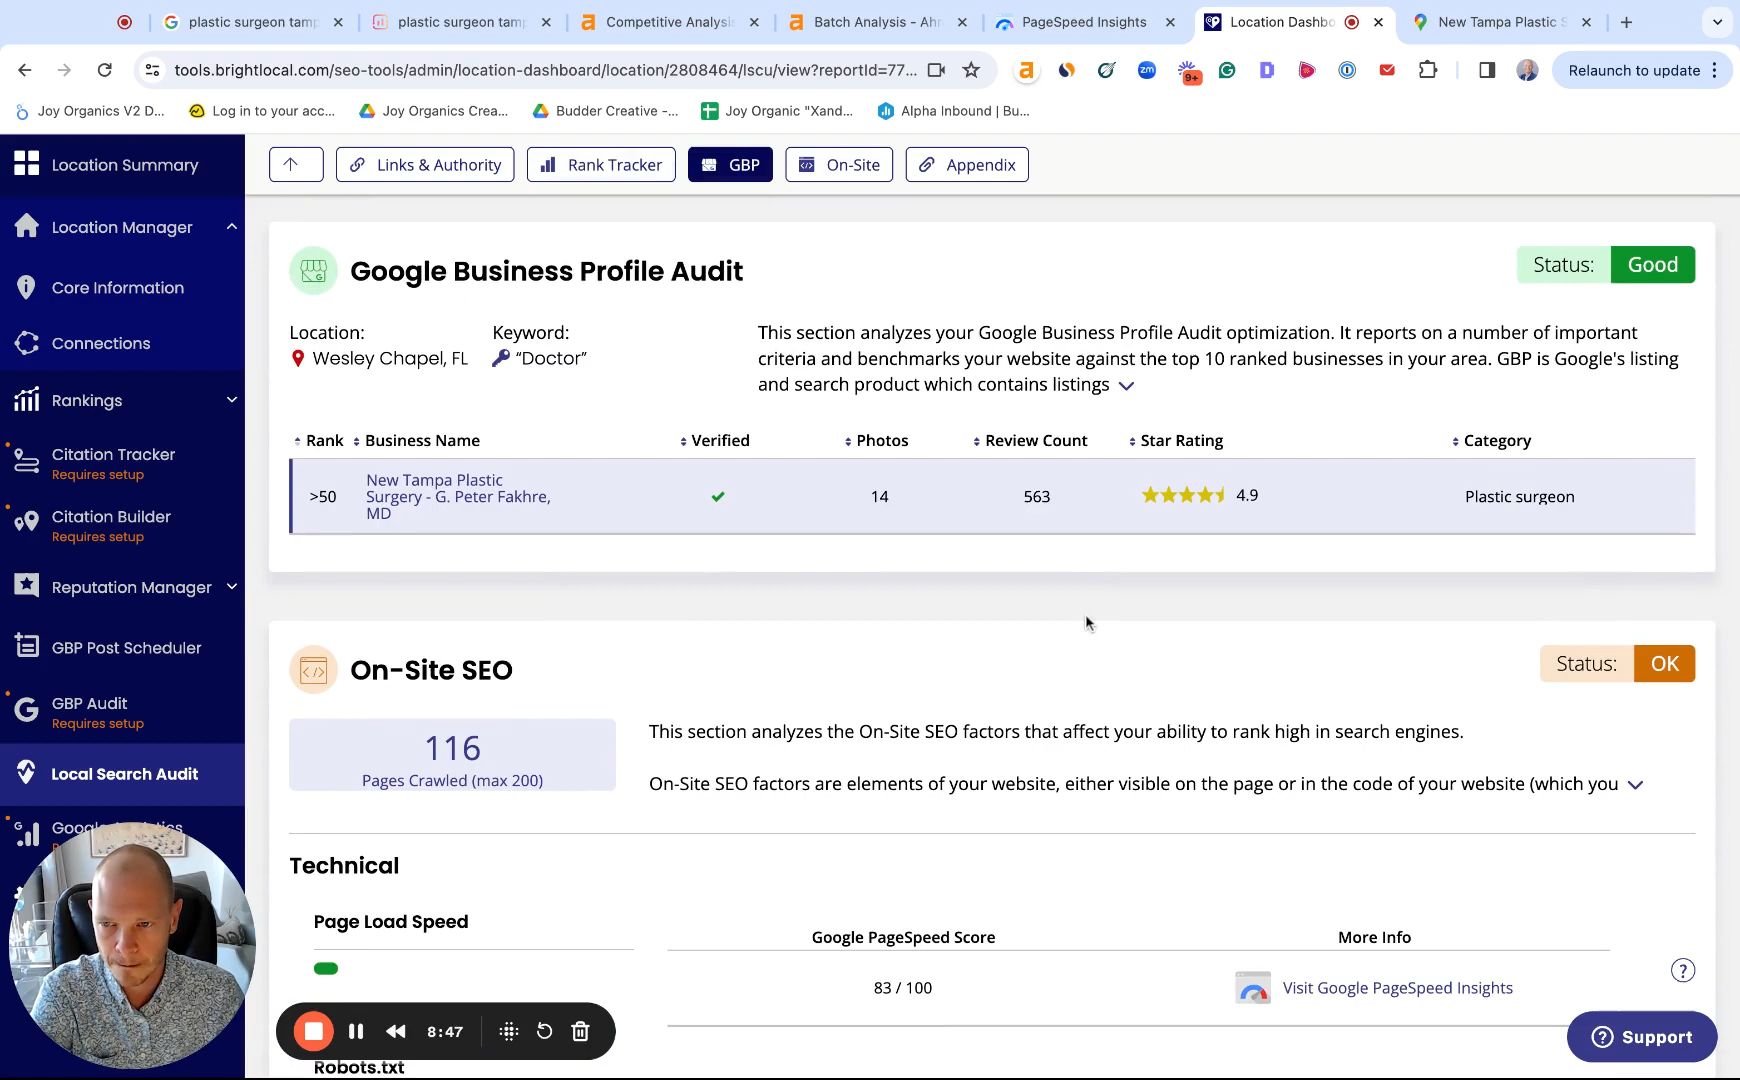 plastic surgeon tamp
plastic surgeon tamp
Competitive Analysis
Batch Analysis - Ahr
PageSpeed Insights
Location Dashbo
New Tampa Plastic S
tools.brightlocal.com/seo-tools/admin/location-dashboard/location/2808464/lscu/view?reportId=77...
9+
Relaunch to update
Joy Organics V2 D...
Log in to your acc...
Joy Organics Crea...
Budder Creative -...
Joy Organic "Xand...
Alpha Inbound | Bu...
Location Summary
Location Manager
Core Information
Connections
Rankings
Citation Tracker
Requires setup
Citation Builder
Requires setup
Reputation Manager
GBP Post Scheduler
GBP Audit
Requires setup
Local Search Audit
Links & Authority
Rank Tracker
GBP
On-Site
Appendix
Google Business Profile Audit
Status: Good
Location:
Wesley Chapel, FL
Keyword:
“Doctor”
This section analyzes your Google Business Profile Audit optimization. It reports on a number of important
criteria and benchmarks your website against the top 10 ranked businesses in your area. GBP is Google's listing
and search product which contains listings
Rank Business Name Verified Photos Review Count Star Rating Category
>50 New Tampa Plastic Surgery - G. Peter Fakhre, MD 14 563 4.9 Plastic surgeon
On-Site SEO
Status: OK
116
Pages Crawled (max 200)
This section analyzes the On-Site SEO factors that affect your ability to rank high in search engines.
On-Site SEO factors are elements of your website, either visible on the page or in the code of your website (which you
Technical
Page Load Speed
Google PageSpeed Score
More Info
83 / 100
Visit Google PageSpeed Insights
?
8:47
Robots.txt
Support